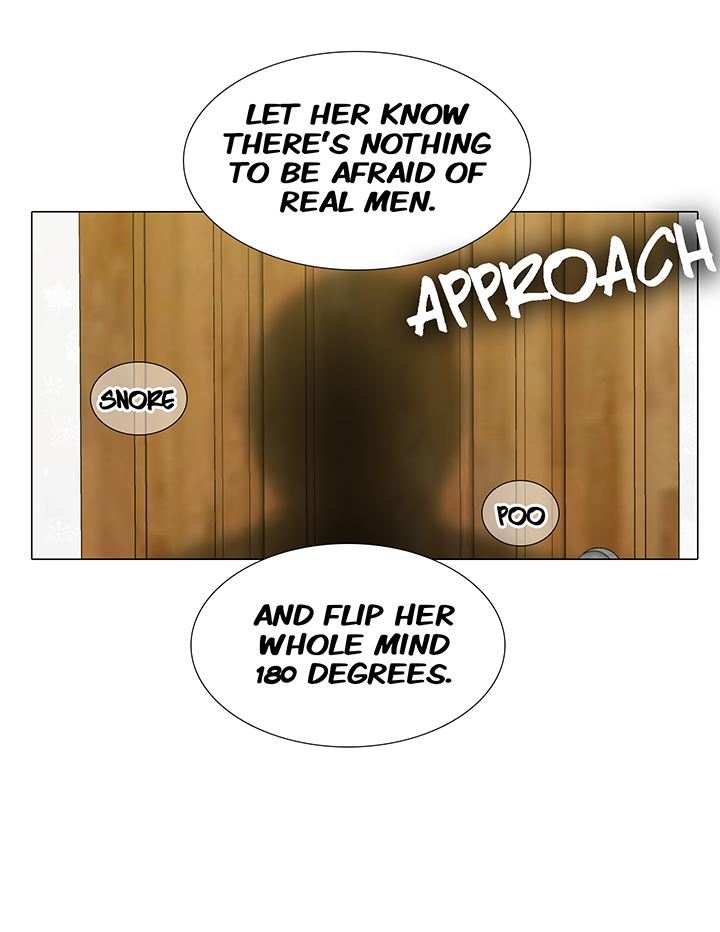 LET HER KNOW
THERE'S NOTHING
TO BE AFRAID OF
REAL MEN.
APPROACH
SNORE
POO
AND FLIP HER
WHOLE MIND
180 DEGREES.